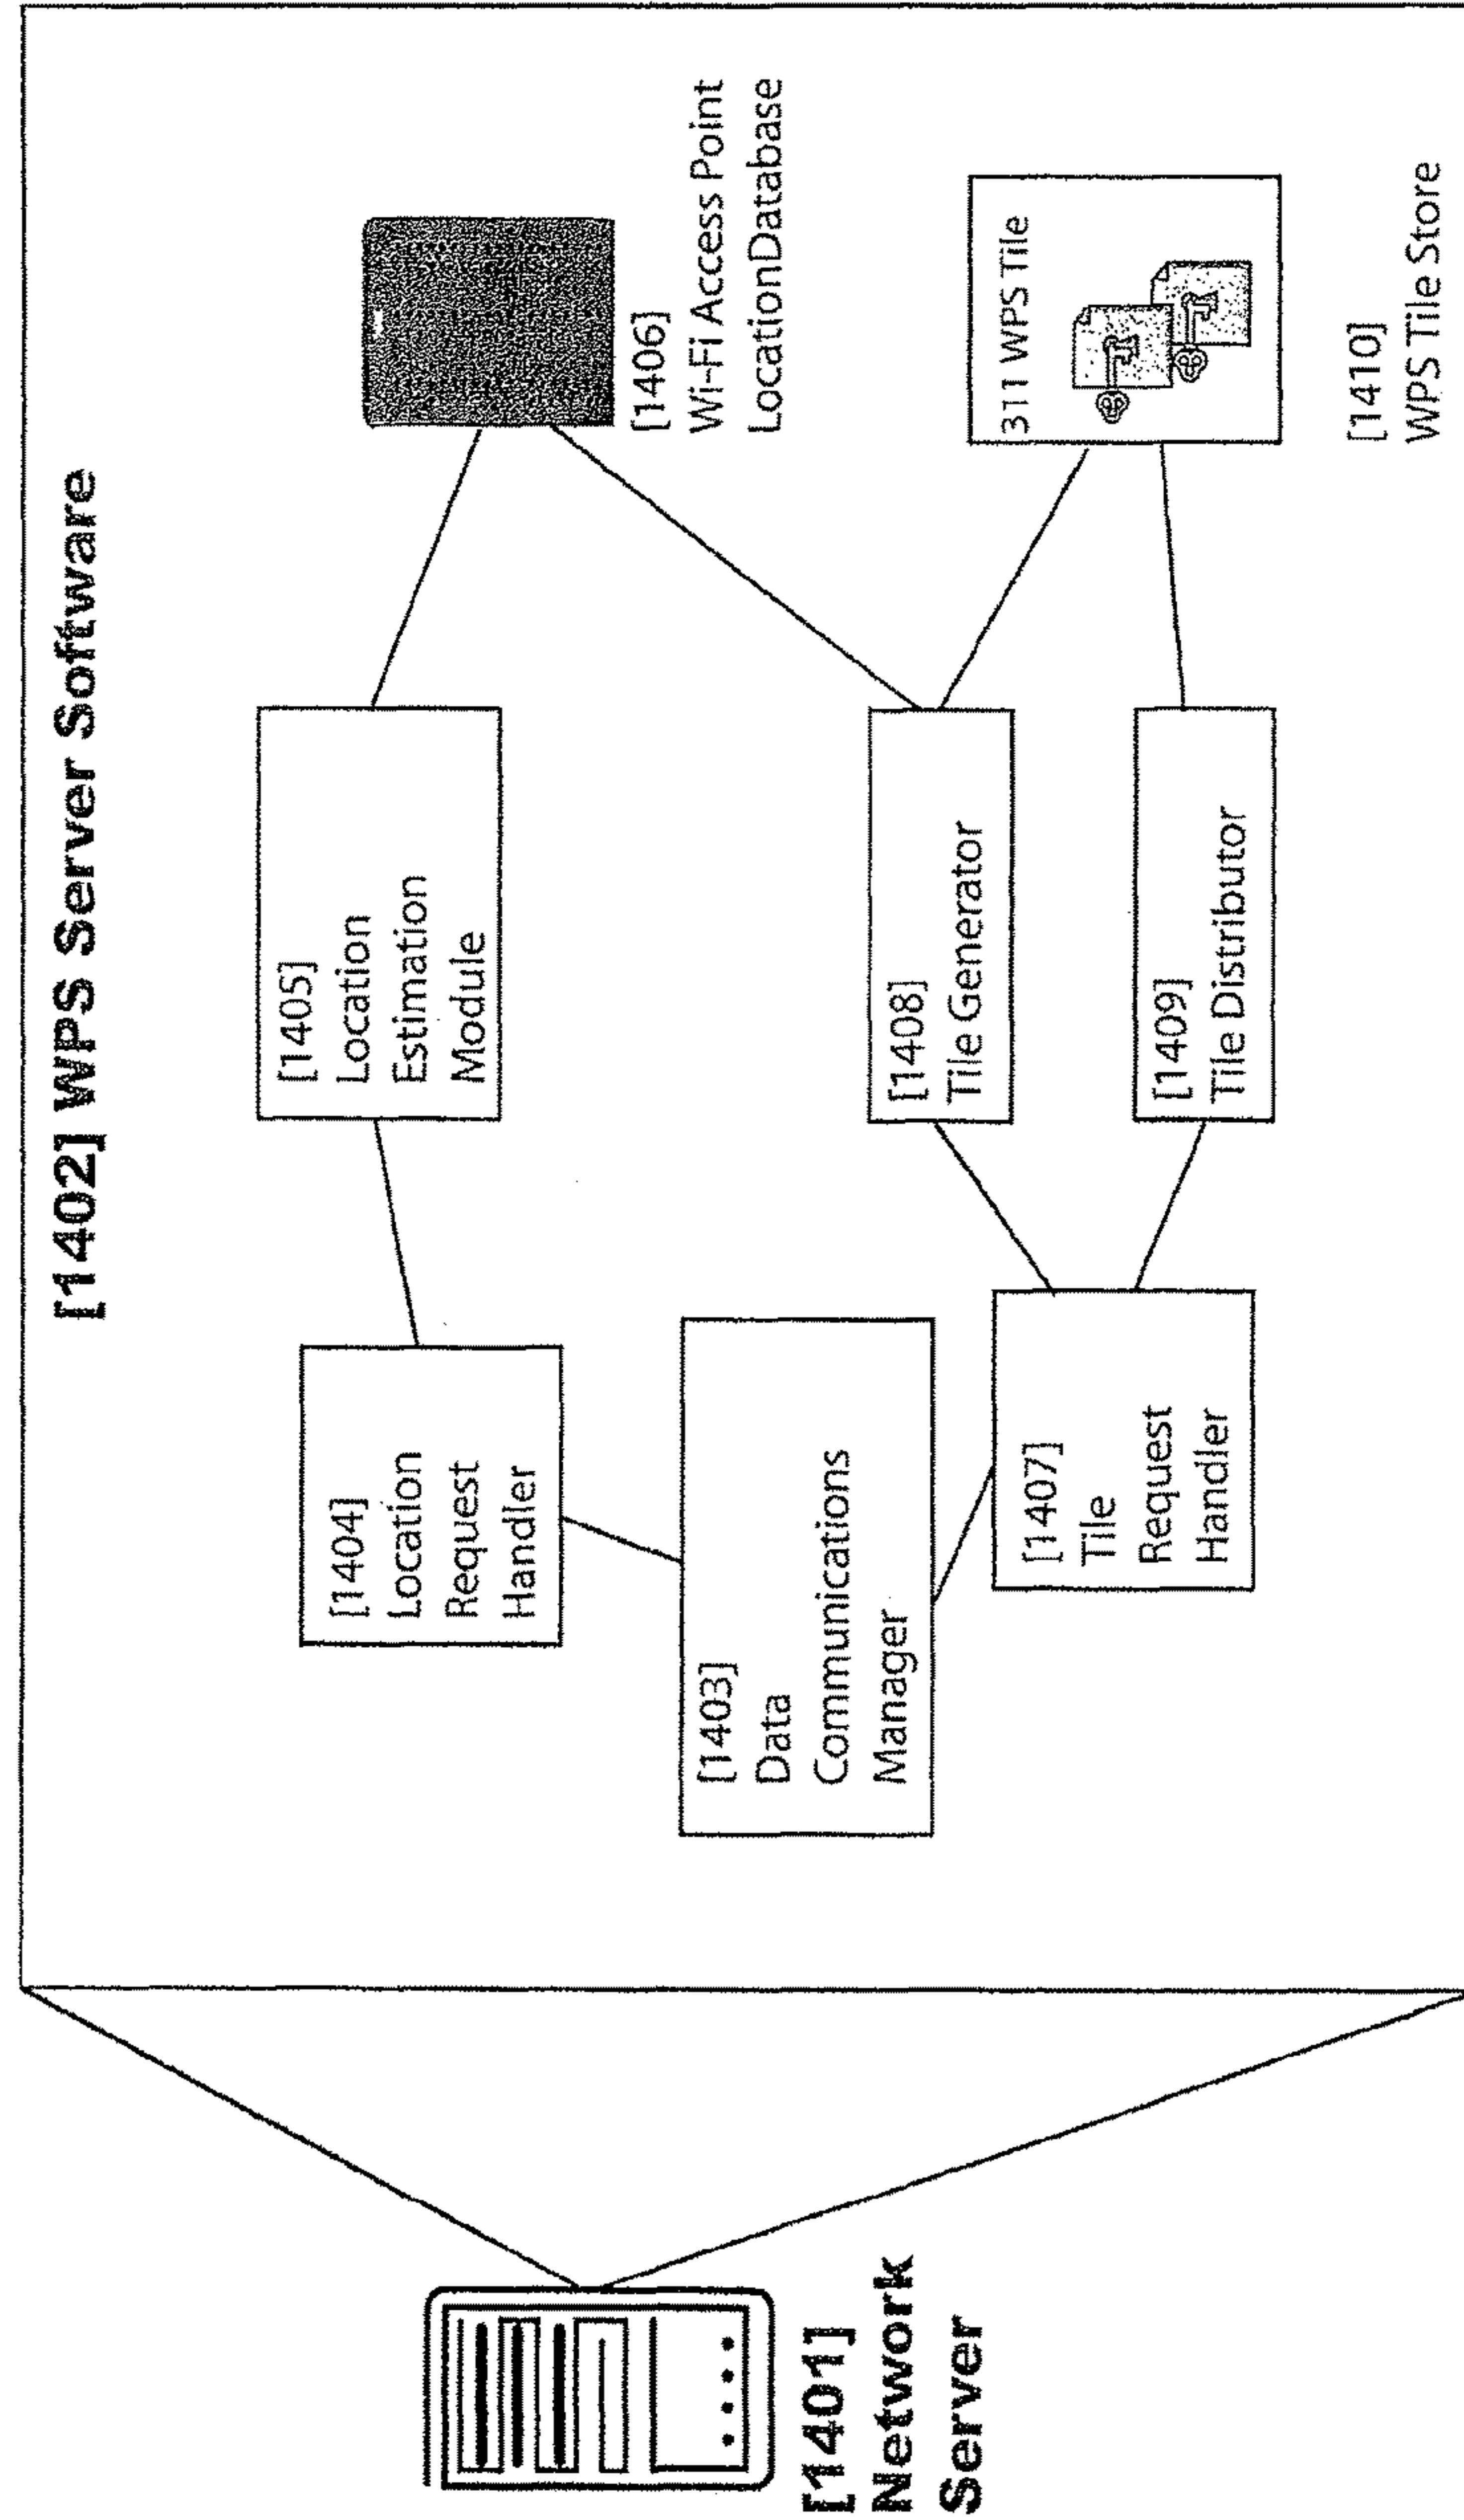 [1402] WPS Server Software
[1404]
Location
Request
Handler
[1405]
Location
Estimation
Module
[1406]
Wi-Fi Access Point
LocationDatabase
[1403]
Data
Communications
Manager
[1407]
Tile
Request
Handler
[1408]
Tile Generator
[1409]
Tile Distributor
311 WPS Tile
[1410]
WPS Tile Store
[1401]
Network
Server